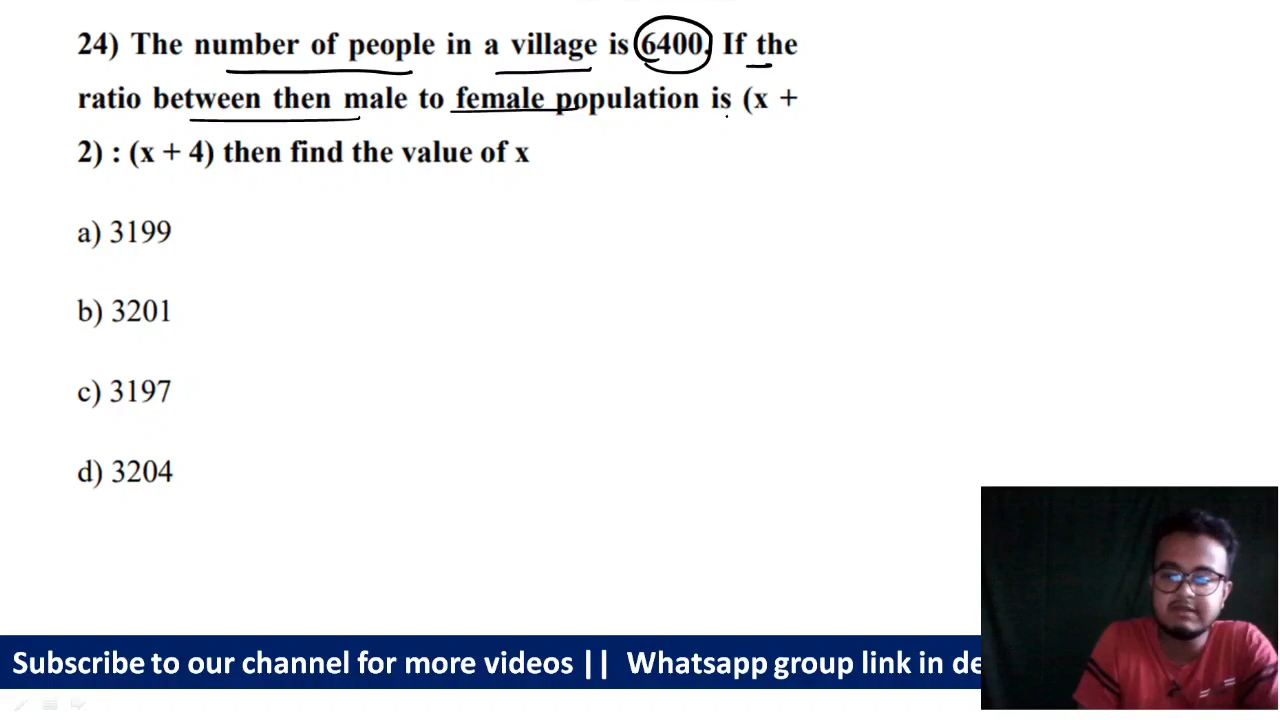 24) The number of people in a village is 6400. If the
ratio between then male to female population is (x +
2) : (x + 4) then find the value of x
a) 3199
b) 3201
c) 3197
d) 3204
Subscribe to our channel for more videos || Whatsapp group link in de